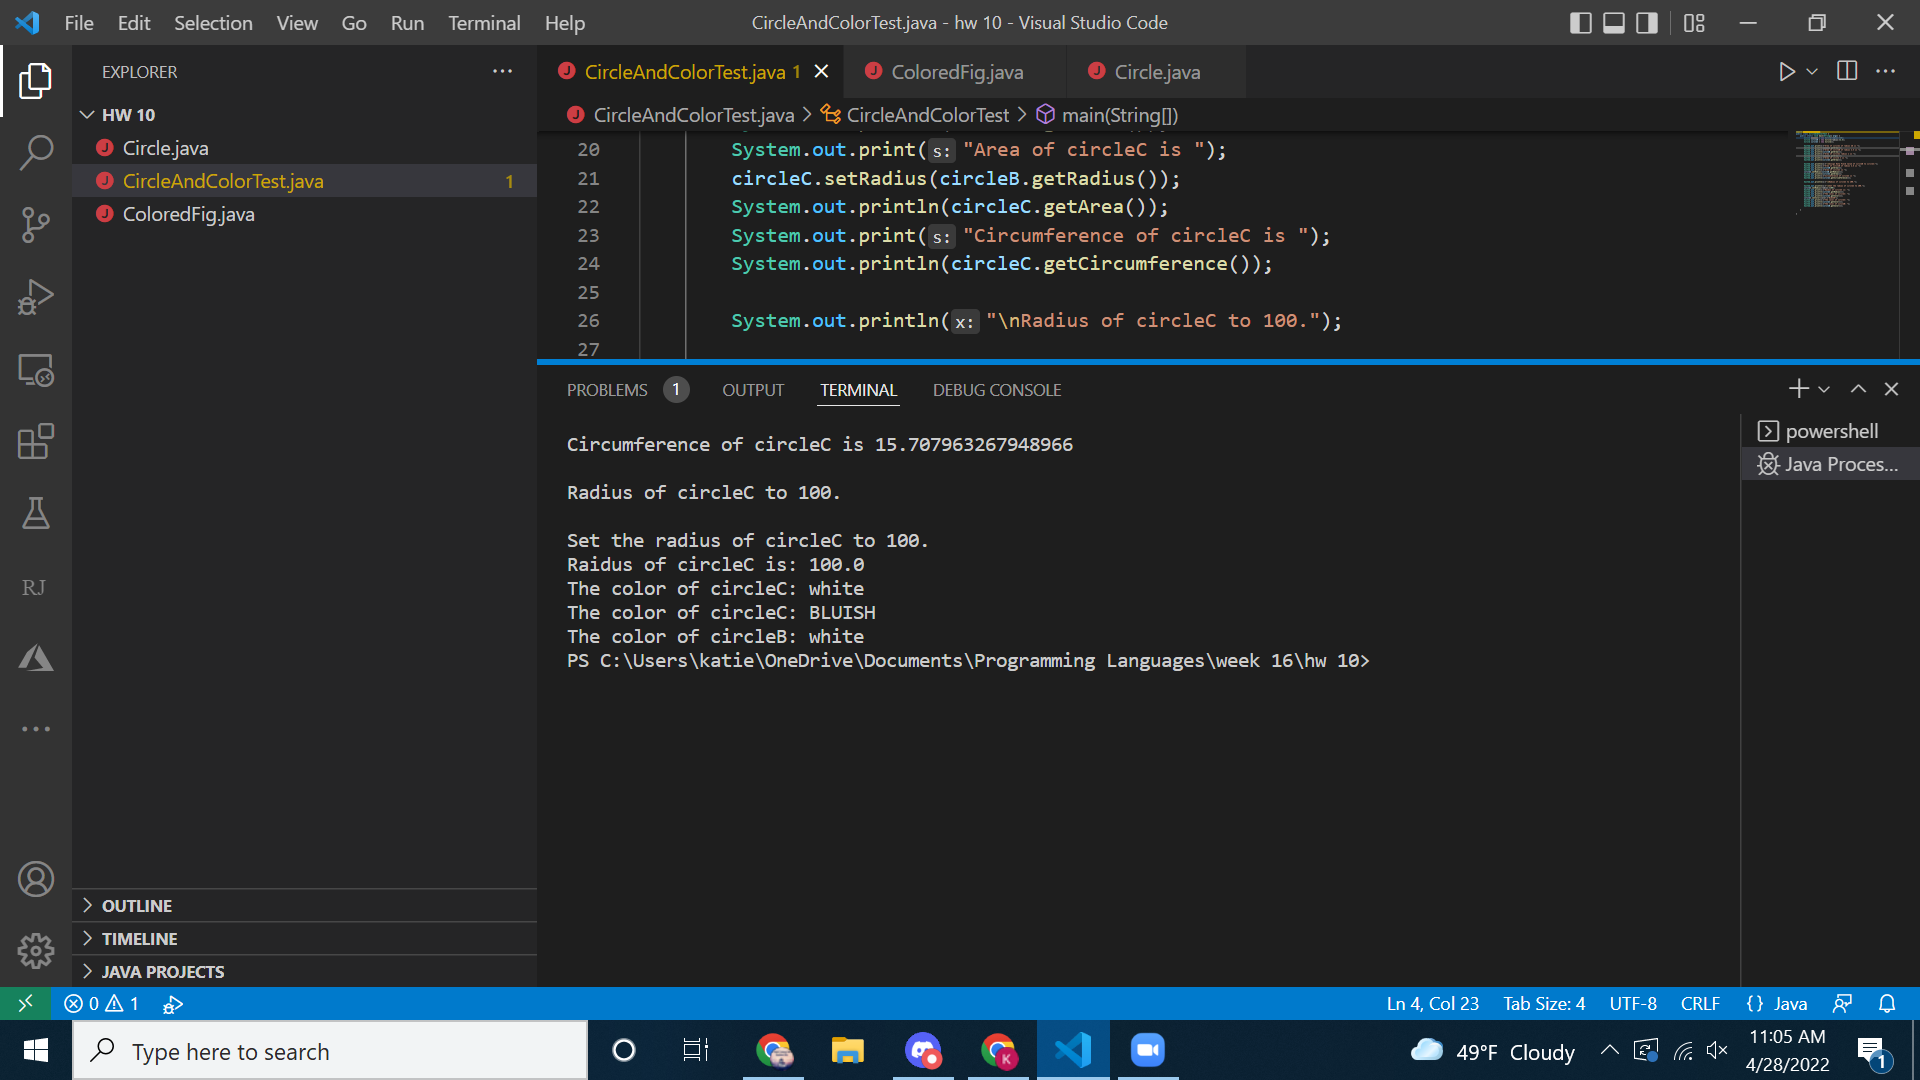 File Edit Selection View Go Run Terminal Help
CircleAndColorTest.java - hw 10 - Visual Studio Code
EXPLORER
HW 10
Circle.java
CircleAndColorTest.java 1
ColoredFig.java
OUTLINE
TIMELINE
JAVA PROJECTS
RJ
CircleAndColorTest.java 1 ColoredFig.java Circle.java
CircleAndColorTest.java > CircleAndColorTest > main(String[])
20 System.out.print(s: "Area of circleC is ");
21 circleC.setRadius(circleB.getRadius());
22 System.out.println(circleC.getArea());
23 System.out.print(s: "Circumference of circleC is ");
24 System.out.println(circleC.getCircumference());
25
26 System.out.println(x: "\nRadius of circleC to 100.");
27
PROBLEMS 1 OUTPUT TERMINAL DEBUG CONSOLE
Circumference of circleC is 15.707963267948966
Radius of circleC to 100.
Set the radius of circleC to 100.
Raidus of circleC is: 100.0
The color of circleC: white
The color of circleC: BLUISH
The color of circleB: white
PS C:\Users\katie\OneDrive\Documents\Programming Languages\week 16\hw 10>
powershell
Java Proces...
0 1 Ln 4, Col 23 Tab Size: 4 UTF-8 CRLF {} Java
Type here to search
K
49°F Cloudy
11:05 AM
4/28/2022
1